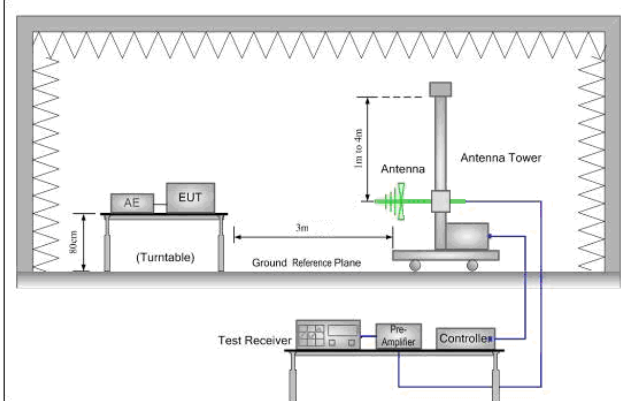 1m to 4m
Antenna
Antenna Tower
AE
EUT
80cm
(Turntable)
3m
Ground Reference Plane
Test Receiver
Pre-
Amplifier
Controller